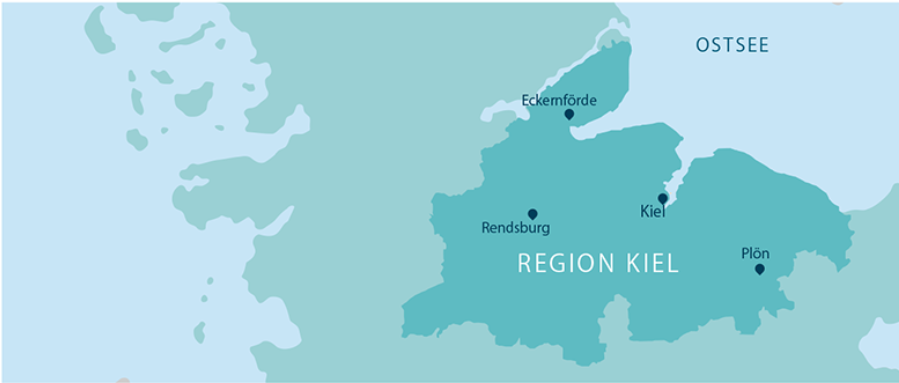 OSTSEE
Eckernförde
Kiel
Rendsburg
Plön
REGION KIEL